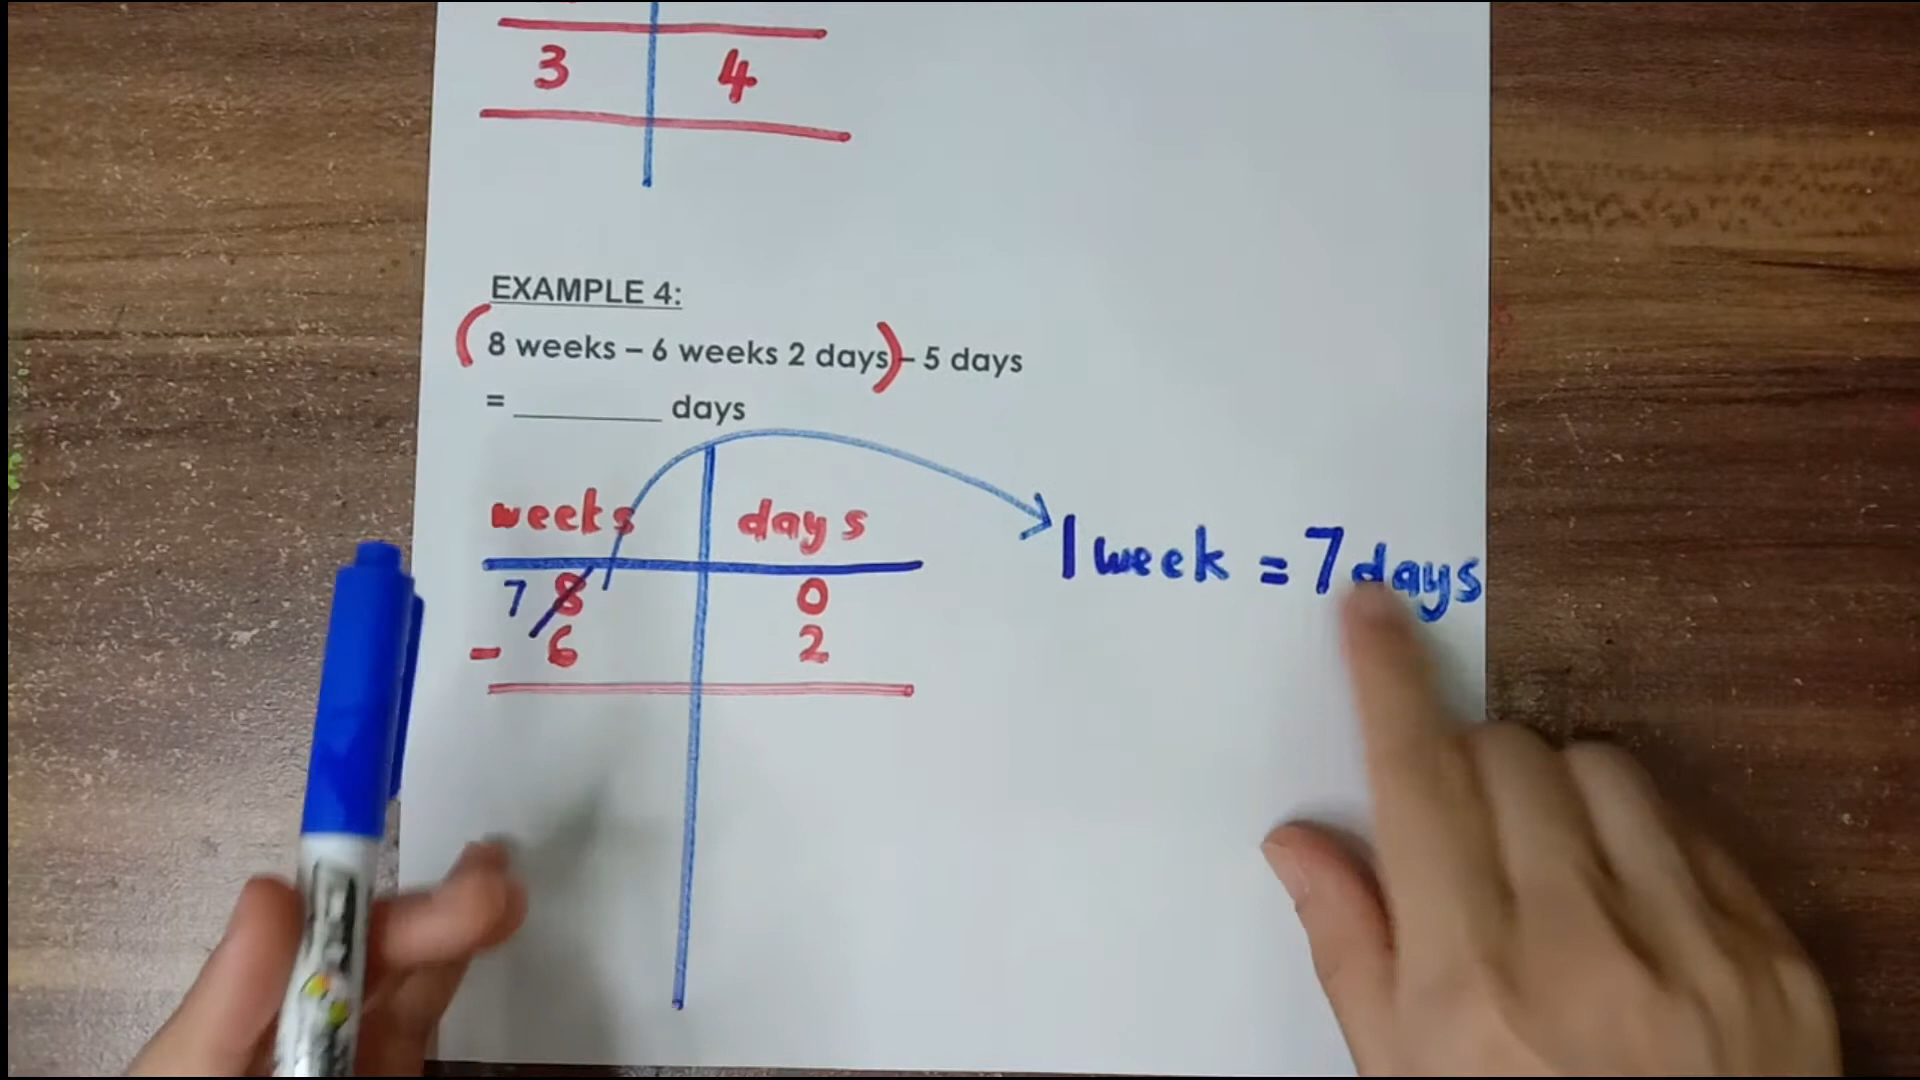 3 4
EXAMPLE 4:
(8 weeks – 6 weeks 2 days) – 5 days
= ________ days
weeks days
7 8 0
- 6 2
1 week = 7 days